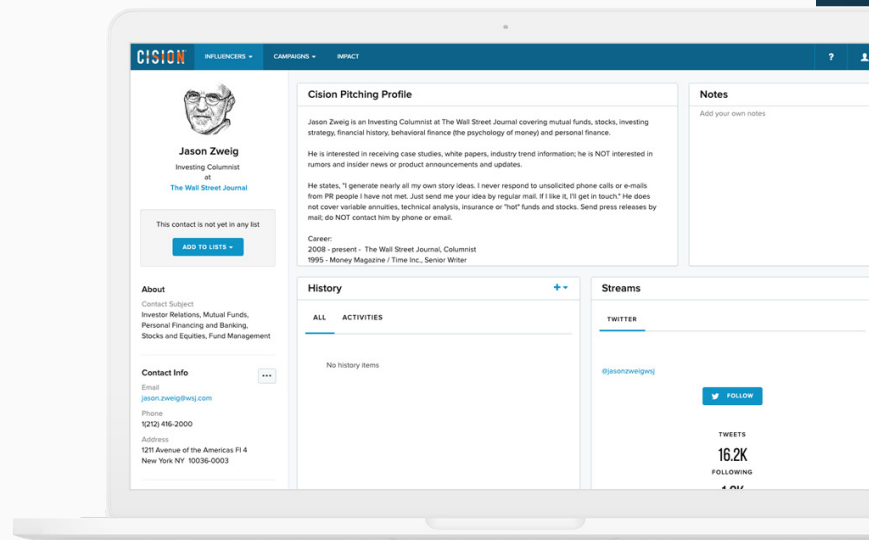 CISION
INFLUENCERS
CAMPAIGNS
IMPACT
?
Jason Zweig
Investing Columnist
at
The Wall Street Journal
This contact is not yet in any list
ADD TO LISTS
About
Contact Subject
Investor Relations, Mutual Funds,
Personal Financing and Banking,
Stocks and Equities, Fund Management
Contact Info
...
Email
jason.zweig@wsj.com
Phone
1(212) 416-2000
Address
1211 Avenue of the Americas Fl 4
New York NY 10036-0003
Cision Pitching Profile
Jason Zweig is an Investing Columnist at The Wall Street Journal covering mutual funds, stocks, investing
strategy, financial history, behavioral finance (the psychology of money) and personal finance.
He is interested in receiving case studies, white papers, industry trend information; he is NOT interested in
rumors and insider news or product announcements and updates.
He states, "I generate nearly all my own story ideas. I never respond to unsolicited phone calls or e-mails
from PR people I have not met. Just send me your idea by regular mail. If I like it, I'll get in touch." He does
not cover variable annuities, technical analysis, insurance or "hot" funds and stocks. Send press releases by
mail; do NOT contact him by phone or email.
Career:
2008 - present - The Wall Street Journal, Columnist
1995 - Money Magazine / Time Inc., Senior Writer
Notes
Add your own notes
History
+
ALL
ACTIVITIES
No history items
Streams
TWITTER
@jasonzweigwsj
FOLLOW
TWEETS
16.2K
FOLLOWING